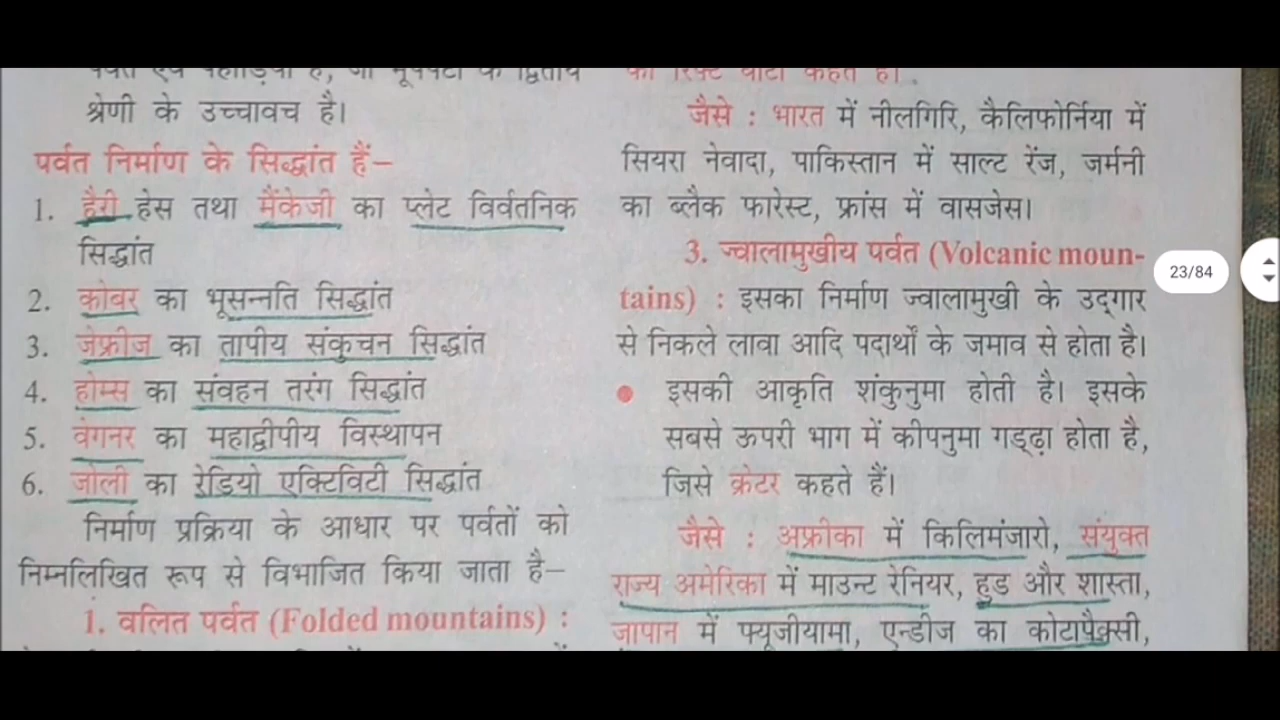 श्रेणी के उच्चावच है।
पर्वत निर्माण के सिद्धांत हैं–
1. हैरी हेस तथा मैंकेजी का प्लेट विर्वतनिक
सिद्धांत
2. कोबर का भूसन्नति सिद्धांत
3. जेफ्रीज का तापीय संकुचन सिद्धांत
4. होम्स का संवहन तरंग सिद्धांत
5. वेगनर का महाद्वीपीय विस्थापन
6. जोली का रेडियो एक्टिविटी सिद्धांत
निर्माण प्रक्रिया के आधार पर पर्वतों को
निम्नलिखित रूप से विभाजित किया जाता है–
1. वलित पर्वत (Folded mountains) :
जैसे : भारत में नीलगिरि, कैलिफोर्निया में
सियरा नेवादा, पाकिस्तान में साल्ट रेंज, जर्मनी
का ब्लैक फारेस्ट, फ्रांस में वासजेस।
3. ज्वालामुखीय पर्वत (Volcanic moun-
tains) : इसका निर्माण ज्वालामुखी के उद्गार
से निकले लावा आदि पदार्थों के जमाव से होता है।
● इसकी आकृति शंकुनुमा होती है। इसके
सबसे ऊपरी भाग में कीपनुमा गड्ढ़ा होता है,
जिसे क्रेटर कहते हैं।
जैसे : अफ्रीका में किलिमंजारो, संयुक्त
राज्य अमेरिका में माउन्ट रेनियर, हुड और शास्ता,
जापान में फ्यूजीयामा, एन्डीज का कोटापैक्सी,
23/84